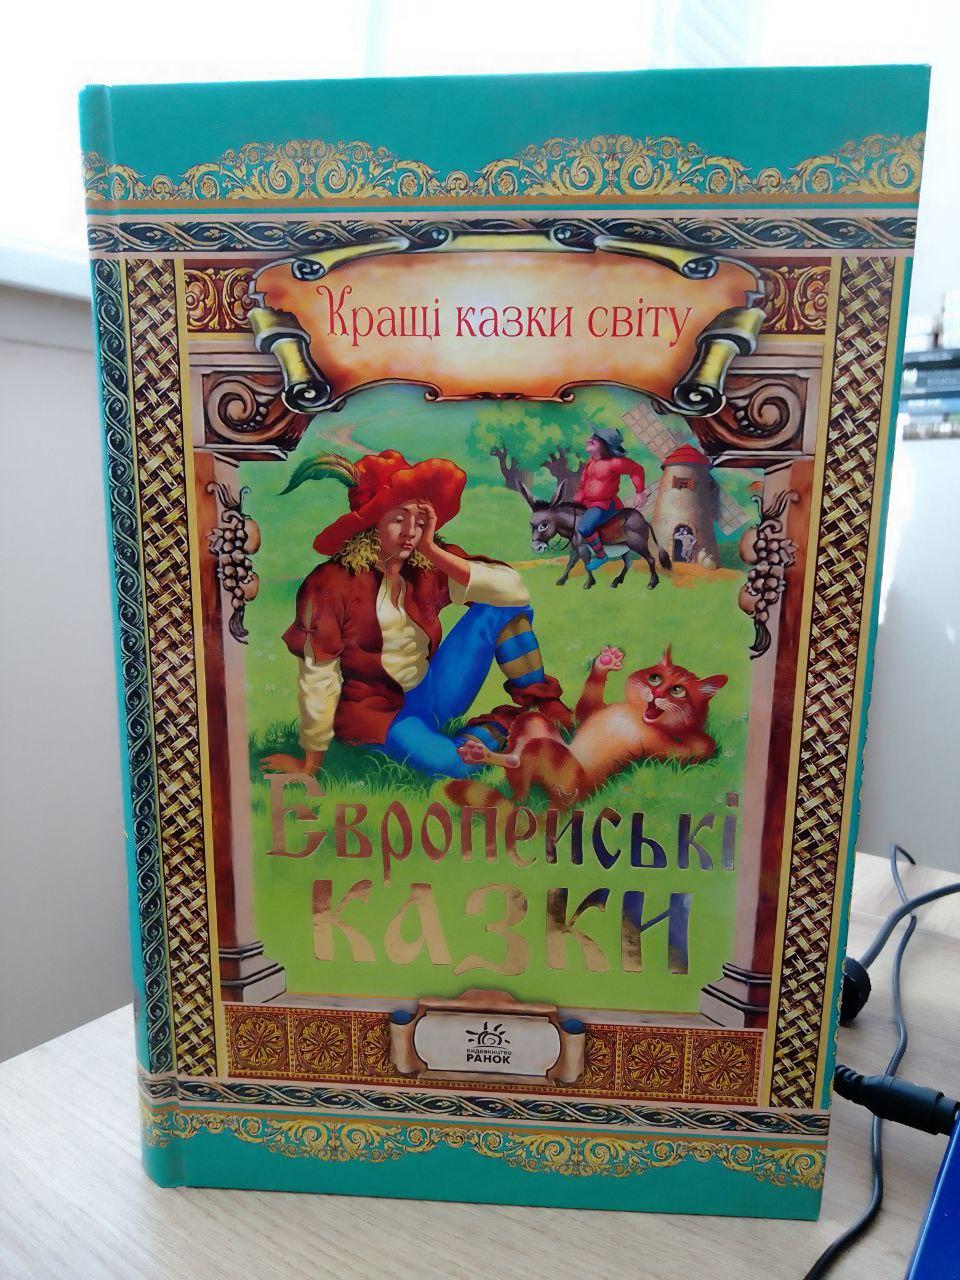 Кращі казки світу
Європейські
казки
видавництво
РАНОК